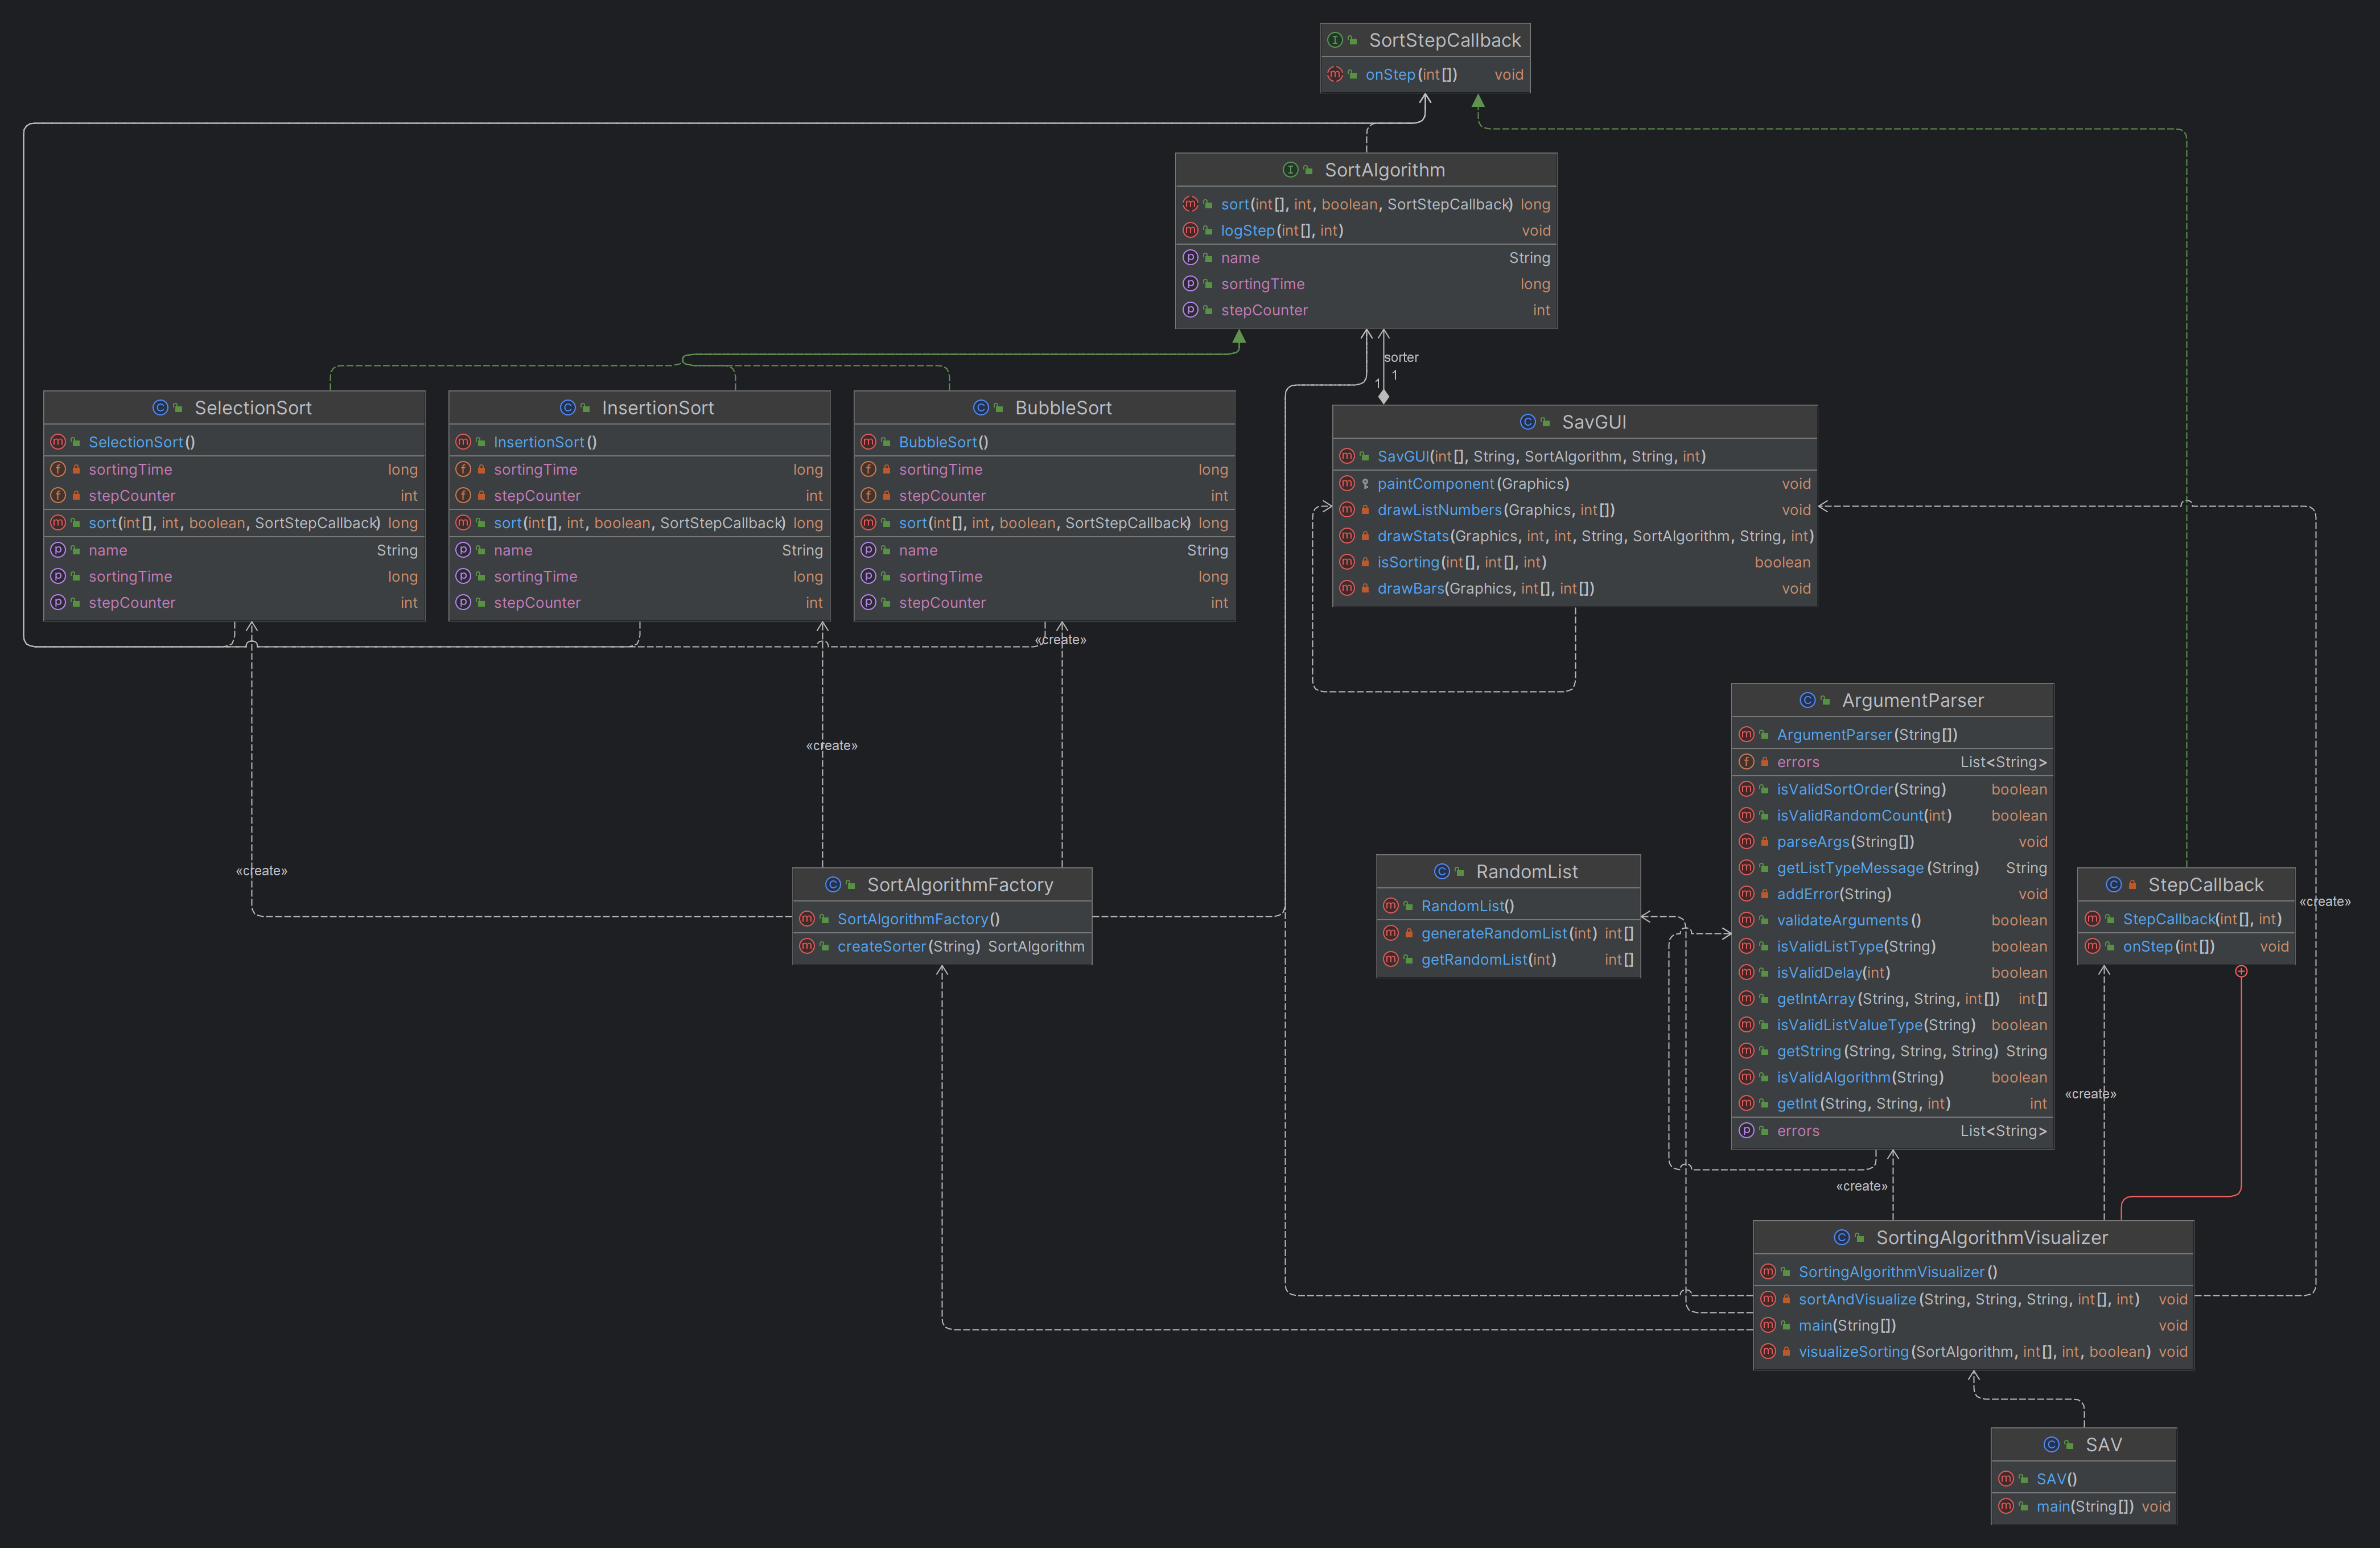 SortStepCallback
onStep(int[]) void
SortAlgorithm
sort(int[], int, boolean, SortStepCallback) long
logStep(int[], int) void
name String
sortingTime long
stepCounter int
sorter
1
1
SelectionSort
SelectionSort()
sortingTime long
stepCounter int
sort(int[], int, boolean, SortStepCallback) long
name String
sortingTime long
stepCounter int
InsertionSort
InsertionSort()
sortingTime long
stepCounter int
sort(int[], int, boolean, SortStepCallback) long
name String
sortingTime long
stepCounter int
BubbleSort
BubbleSort()
sortingTime long
stepCounter int
sort(int[], int, boolean, SortStepCallback) long
name String
sortingTime long
stepCounter int
SavGUI
SavGUI(int[], String, SortAlgorithm, String, int)
paintComponent(Graphics) void
drawListNumbers(Graphics, int[]) void
drawStats(Graphics, int, int, String, SortAlgorithm, String, int) void
isSorting(int[], int[], int) boolean
drawBars(Graphics, int[], int[]) void
«create»
«create»
«create»
SortAlgorithmFactory
SortAlgorithmFactory()
createSorter(String) SortAlgorithm
RandomList
RandomList()
generateRandomList(int) int[]
getRandomList(int) int[]
ArgumentParser
ArgumentParser(String[])
errors List<String>
isValidSortOrder(String) boolean
isValidRandomCount(int) boolean
parseArgs(String[]) void
getListTypeMessage(String) String
addError(String) void
validateArguments() boolean
isValidListType(String) boolean
isValidDelay(int) boolean
getIntArray(String, String, int[]) int[]
isValidListValueType(String) boolean
getString(String, String, String) String
isValidAlgorithm(String) boolean
getInt(String, String, int) int
errors List<String>
StepCallback
StepCallback(int[], int)
onStep(int[]) void
«create»
«create»
«create»
SortingAlgorithmVisualizer
SortingAlgorithmVisualizer()
sortAndVisualize(String, String, String, int[], int) void
main(String[]) void
visualizeSorting(SortAlgorithm, int[], int, boolean) void
SAV
SAV()
main(String[]) void